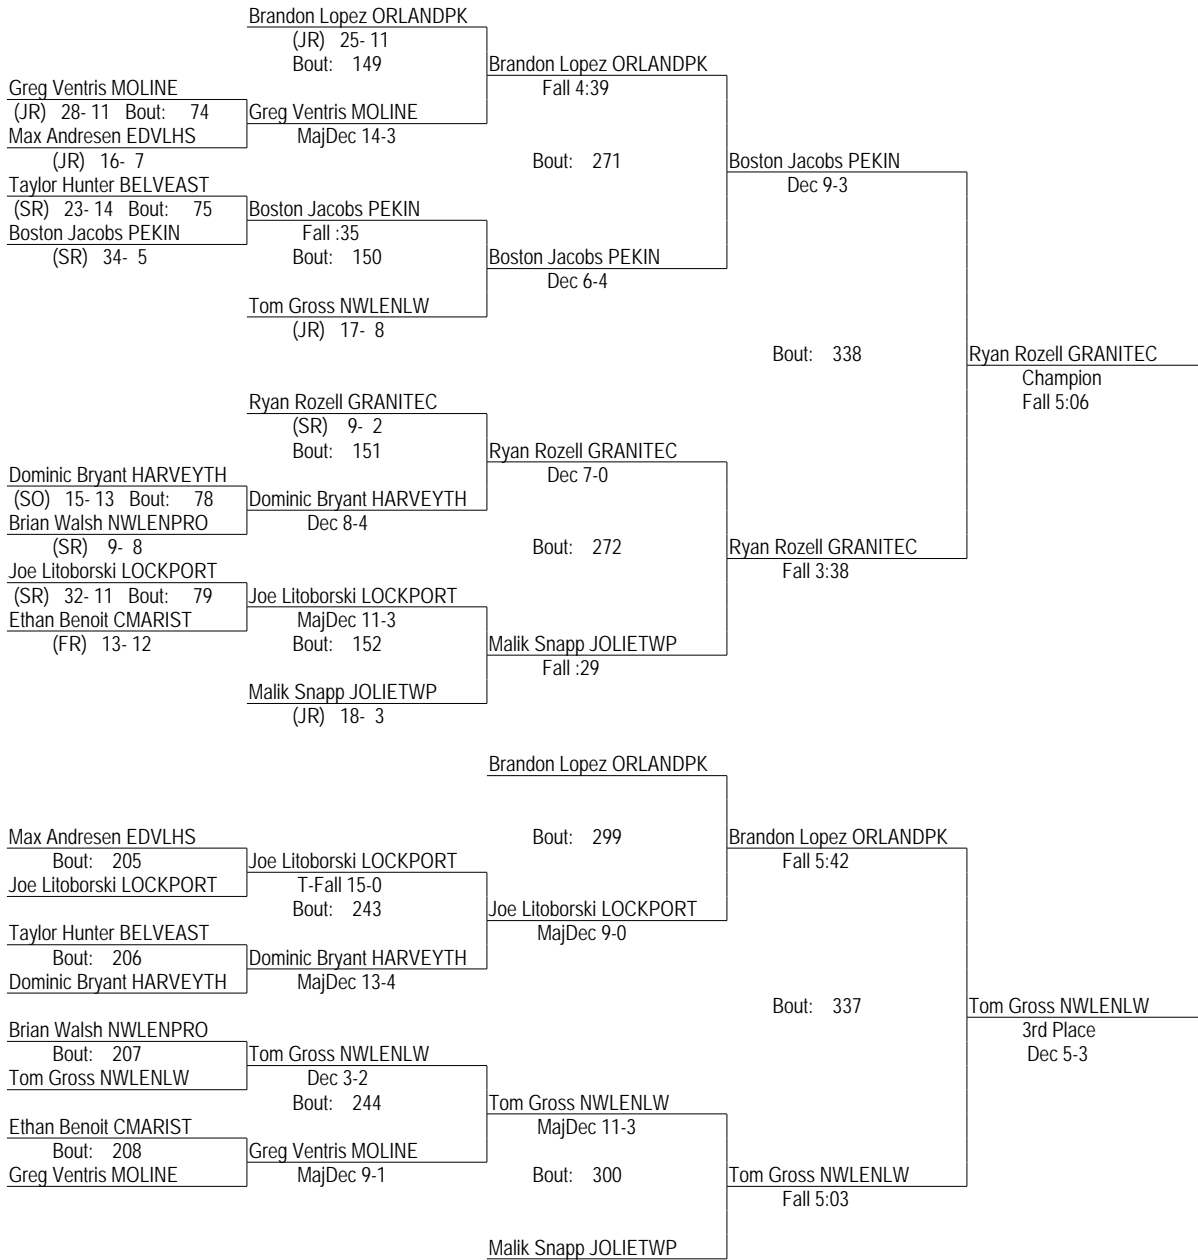 Brandon Lopez ORLANDPK
(JR) 25- 11
Bout: 149
Brandon Lopez ORLANDPK
Fall 4:39
Greg Ventris MOLINE
(JR) 28- 11 Bout: 74
Greg Ventris MOLINE
Max Andresen EDVLHS
MajDec 14-3
(JR) 16- 7
Bout: 271
Boston Jacobs PEKIN
Dec 9-3
Taylor Hunter BELVEAST
(SR) 23- 14 Bout: 75
Boston Jacobs PEKIN
Boston Jacobs PEKIN
Fall :35
(SR) 34- 5
Bout: 150
Boston Jacobs PEKIN
Dec 6-4
Tom Gross NWLENLW
(JR) 17- 8
Bout: 338
Ryan Rozell GRANITEC
Champion
Fall 5:06
Ryan Rozell GRANITEC
(SR) 9- 2
Bout: 151
Ryan Rozell GRANITEC
Dec 7-0
Dominic Bryant HARVEYTH
(SO) 15- 13 Bout: 78
Dominic Bryant HARVEYTH
Brian Walsh NWLENPRO
Dec 8-4
(SR) 9- 8
Bout: 272
Ryan Rozell GRANITEC
Fall 3:38
Joe Litoborski LOCKPORT
(SR) 32- 11 Bout: 79
Joe Litoborski LOCKPORT
Ethan Benoit CMARIST
MajDec 11-3
(FR) 13- 12
Bout: 152
Malik Snapp JOLIETWP
Fall :29
Malik Snapp JOLIETWP
(JR) 18- 3
Brandon Lopez ORLANDPK
Bout: 299
Brandon Lopez ORLANDPK
Fall 5:42
Max Andresen EDVLHS
Bout: 205
Joe Litoborski LOCKPORT
Joe Litoborski LOCKPORT
T-Fall 15-0
Bout: 243
Joe Litoborski LOCKPORT
MajDec 9-0
Taylor Hunter BELVEAST
Bout: 206
Dominic Bryant HARVEYTH
Dominic Bryant HARVEYTH
MajDec 13-4
Bout: 337
Tom Gross NWLENLW
3rd Place
Dec 5-3
Brian Walsh NWLENPRO
Bout: 207
Tom Gross NWLENLW
Tom Gross NWLENLW
Dec 3-2
Bout: 244
Tom Gross NWLENLW
MajDec 11-3
Ethan Benoit CMARIST
Bout: 208
Greg Ventris MOLINE
Greg Ventris MOLINE
MajDec 9-1
Bout: 300
Tom Gross NWLENLW
Fall 5:03
Malik Snapp JOLIETWP